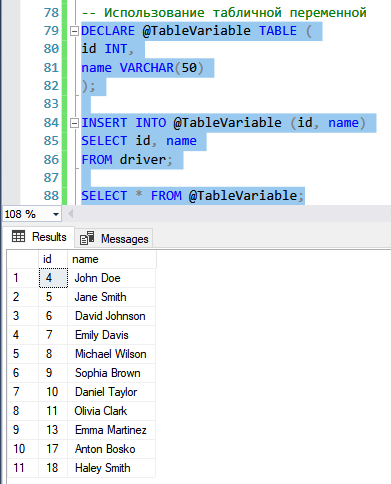 78 -- Использование табличной переменной
79 DECLARE @TableVariable TABLE (
80 id INT,
81 name VARCHAR(50)
82 );
83
84 INSERT INTO @TableVariable (id, name)
85 SELECT id, name
86 FROM driver;
87
88 SELECT * FROM @TableVariable;
108 %
Results Messages
id name
1 4 John Doe
2 5 Jane Smith
3 6 David Johnson
4 7 Emily Davis
5 8 Michael Wilson
6 9 Sophia Brown
7 10 Daniel Taylor
8 11 Olivia Clark
9 13 Emma Martinez
10 17 Anton Bosko
11 18 Haley Smith